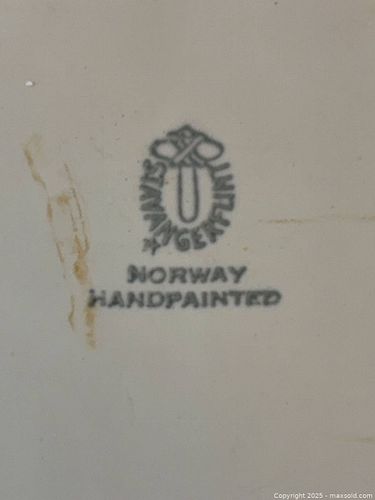 STAVANGERFLINT
NORWAY
HANDPAINTED
Copyright 2025 - maxsold.com